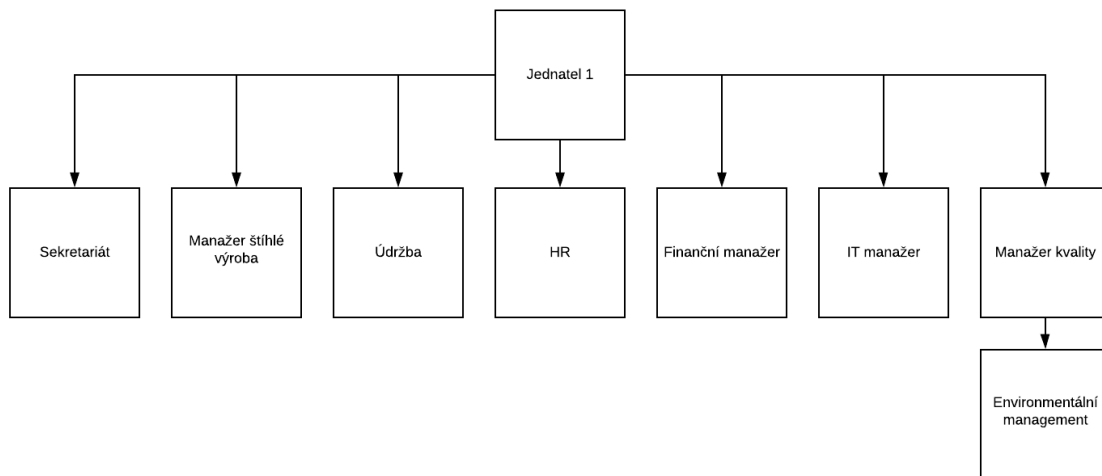 Jednatel 1
Sekretariát
Manažer štíhlé
výroba
Údržba
HR
Finanční manažer
IT manažer
Manažer kvality
Environmentální
management